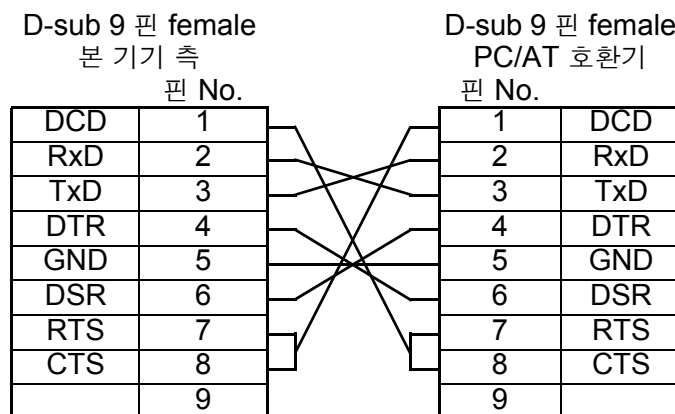 D-sub 9 핀 female D-sub 9 핀 female
본 기기 측 PC/AT 호환기
핀 No. 핀 No.
DCD 1 1 DCD
RxD 2 2 RxD
TxD 3 3 TxD
DTR 4 4 DTR
GND 5 5 GND
DSR 6 6 DSR
RTS 7 7 RTS
CTS 8 8 CTS
9 9